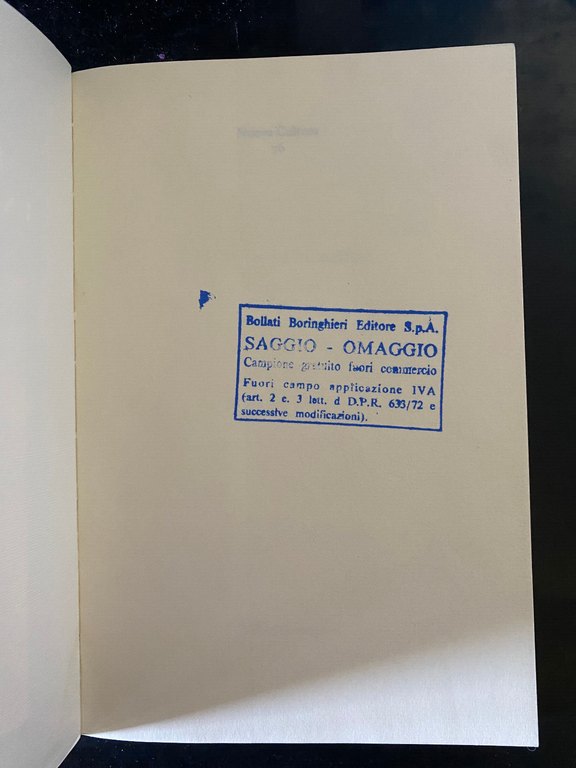 Bollati Boringhieri Editore S.p.A.
SAGGIO - OMAGGIO
Campione gratuito fuori commercio
Fuori campo applicazione IVA
(art. 2 e. 3 lett. d D.P.R. 633/72 e
successive modificazioni).